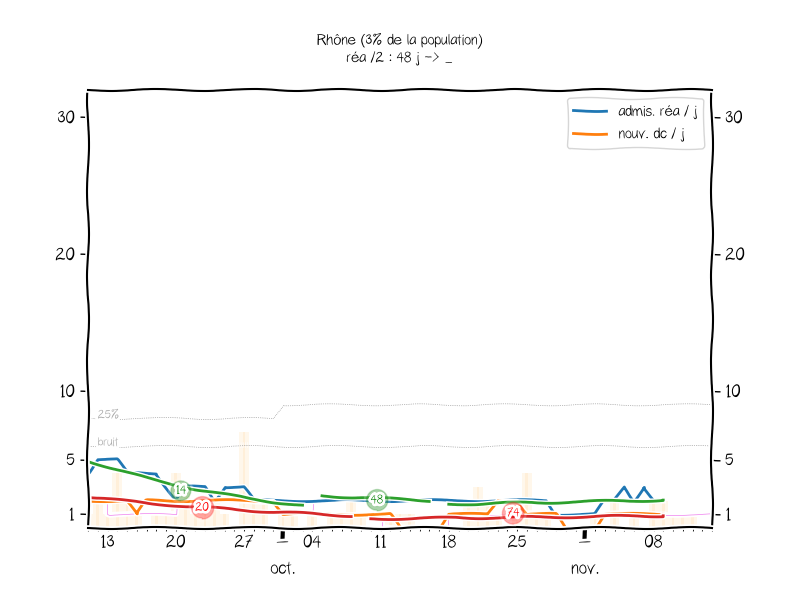 Rhône (3% de la population)
réa /2 : 48 j -> _
admis. réa / j
nouv. dc / j
30
30
20
20
10
10
25%
bruit
5
5
14
48
20
74
1
1
13 20 27 1 04 11 18 25 1 08
oct. nov.